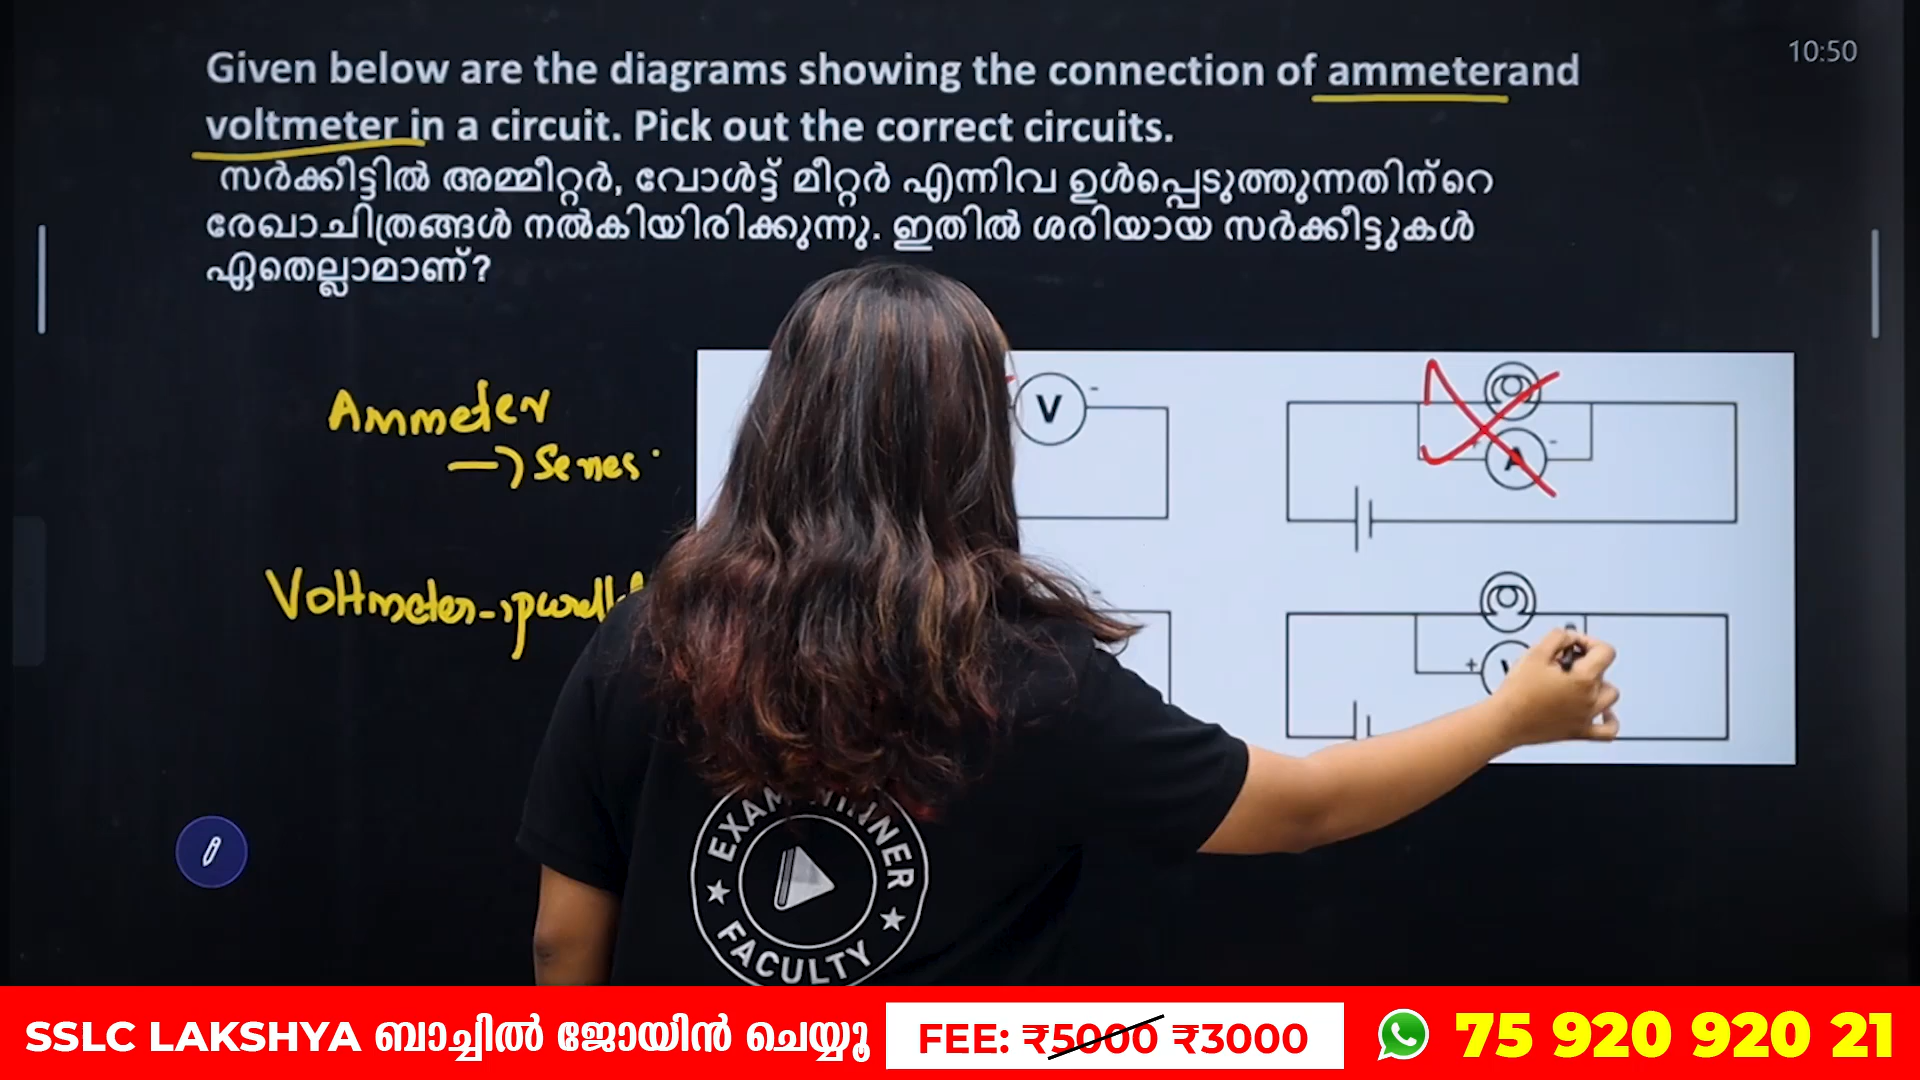 10:50
Given below are the diagrams showing the connection of ammeterand
voltmeter in a circuit. Pick out the correct circuits.
സർക്കീട്ടിൽ അമ്മീറ്റർ, വോൾട്ട് മീറ്റർ എന്നിവ ഉൾപ്പെടുത്തുന്നതിന്റെ
രേഖാചിത്രങ്ങൾ നൽകിയിരിക്കുന്നു. ഇതിൽ ശരിയായ സർക്കീട്ടുകൾ
ഏതെല്ലാമാണ്?
Ammeter
→ Series
Voltmeter
V -
+ A -
+
EXAM WINNER
FACULTY
SSLC LAKSHYA ബാച്ചിൽ ജോയിൻ ചെയ്യൂ
FEE: ₹5000 ₹3000
75 920 920 21